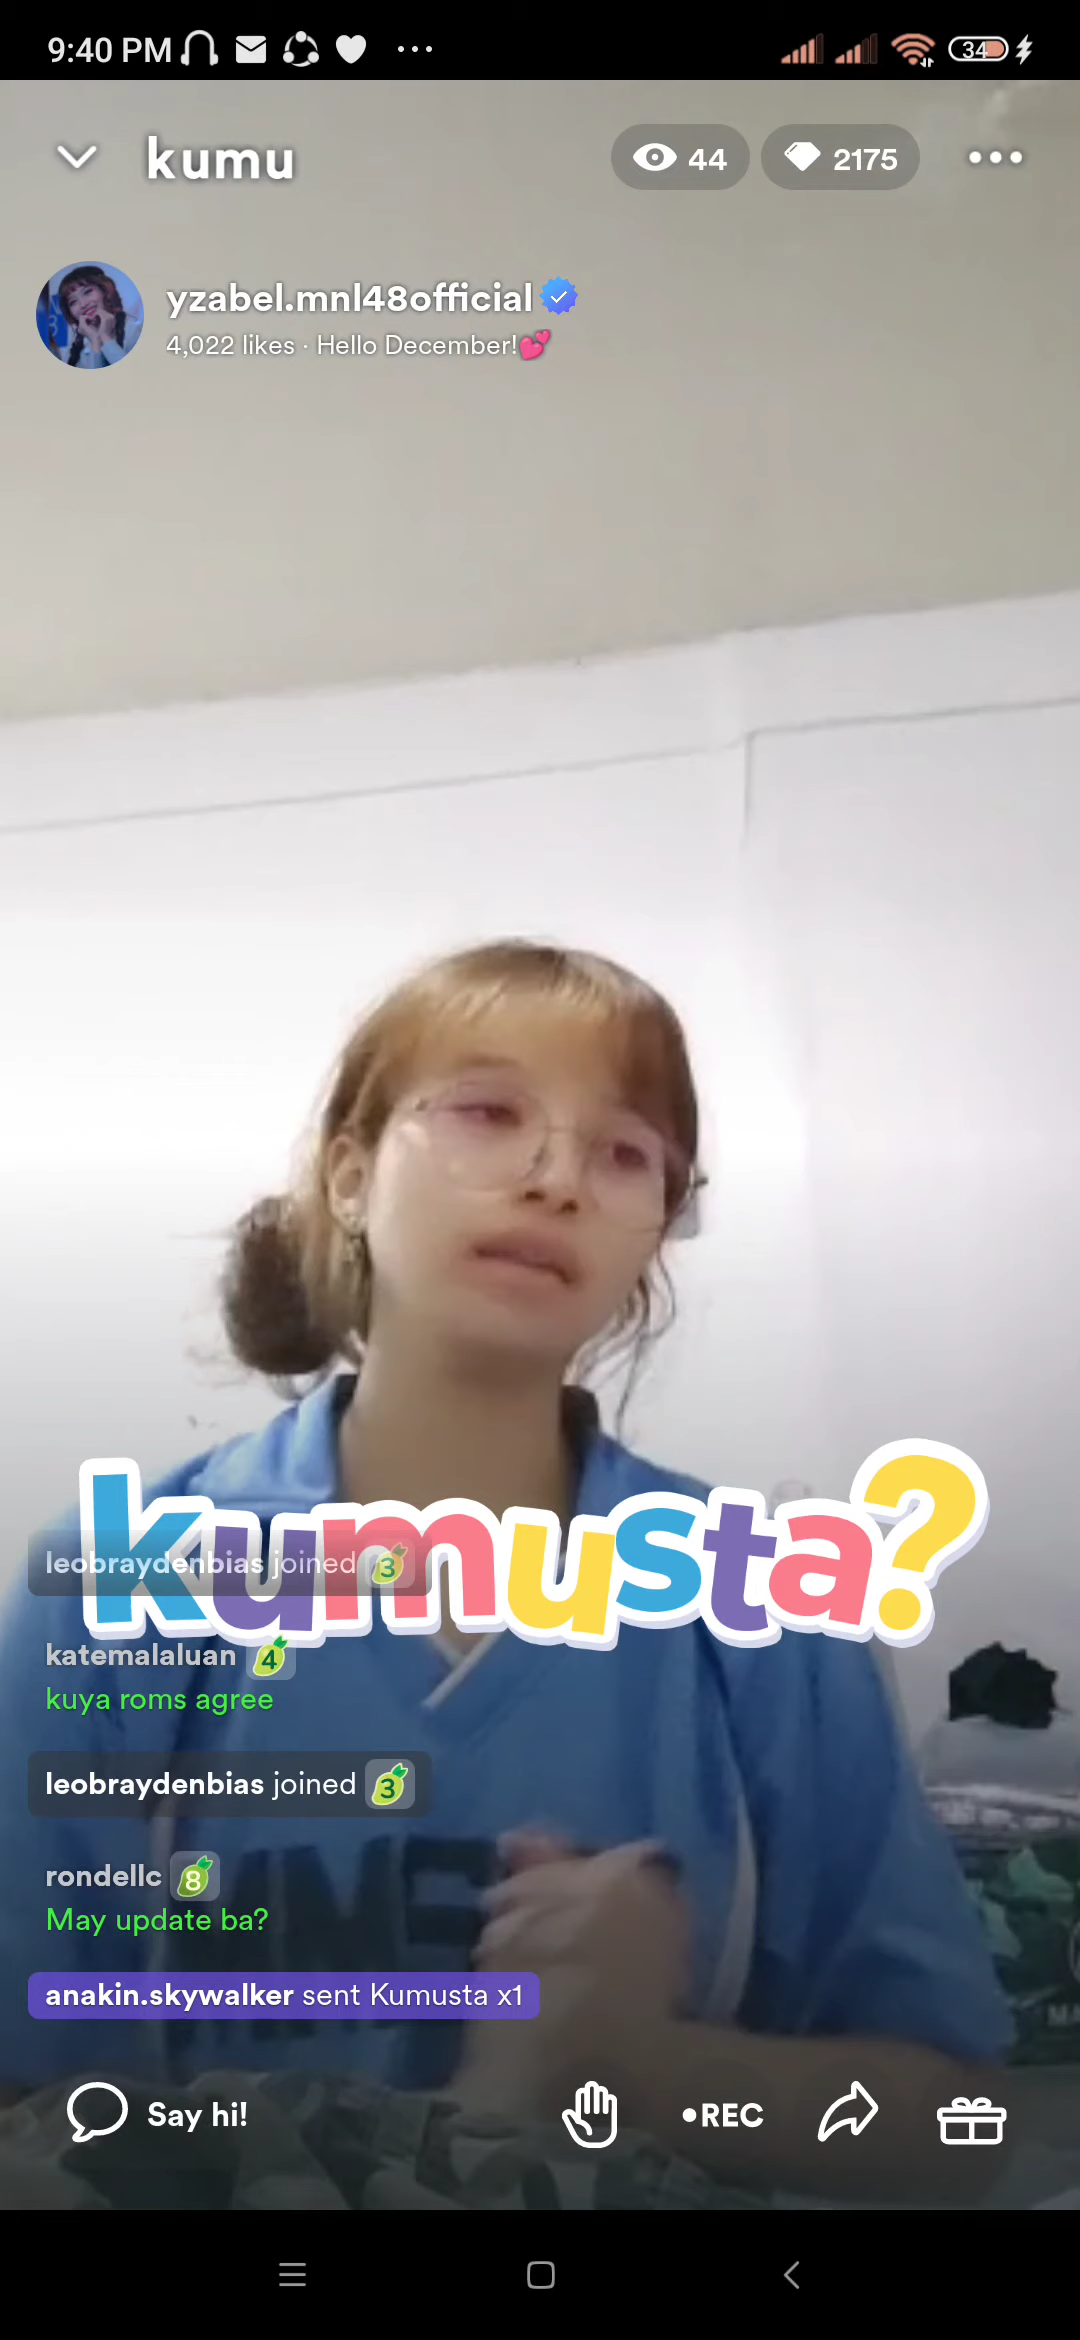 9:40 PM
34
kumu
44
2175
yzabel.mnl48official
4,022 likes · Hello December!💕
kumusta?
leobraydenbias joined 3
katemalaluan 4
kuya roms agree
leobraydenbias joined 3
rondellc 8
May update ba?
anakin.skywalker sent Kumusta x1
Say hi!
•REC